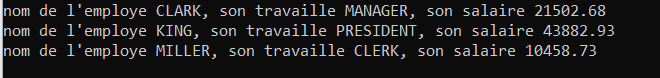 nom de l'employe CLARK, son travaille MANAGER, son salaire 21502.68
nom de l'employe KING, son travaille PRESIDENT, son salaire 43882.93
nom de l'employe MILLER, son travaille CLERK, son salaire 10458.73